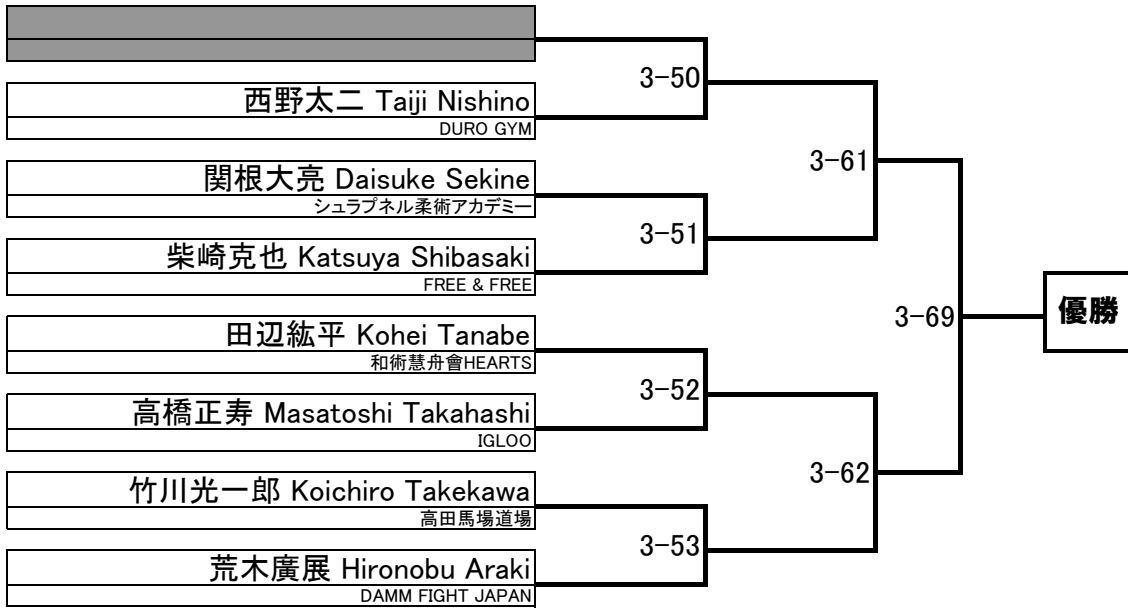 3-50
西野太二 Taiji Nishino
DURO GYM
3-61
関根大亮 Daisuke Sekine
シュラプネル柔術アカデミー
3-51
柴崎克也 Katsuya Shibasaki
FREE & FREE
3-69
優勝
田辺紘平 Kohei Tanabe
和術慧舟會HEARTS
3-52
高橋正寿 Masatoshi Takahashi
IGLOO
3-62
竹川光一郎 Koichiro Takekawa
高田馬場道場
3-53
荒木廣展 Hironobu Araki
DAMM FIGHT JAPAN